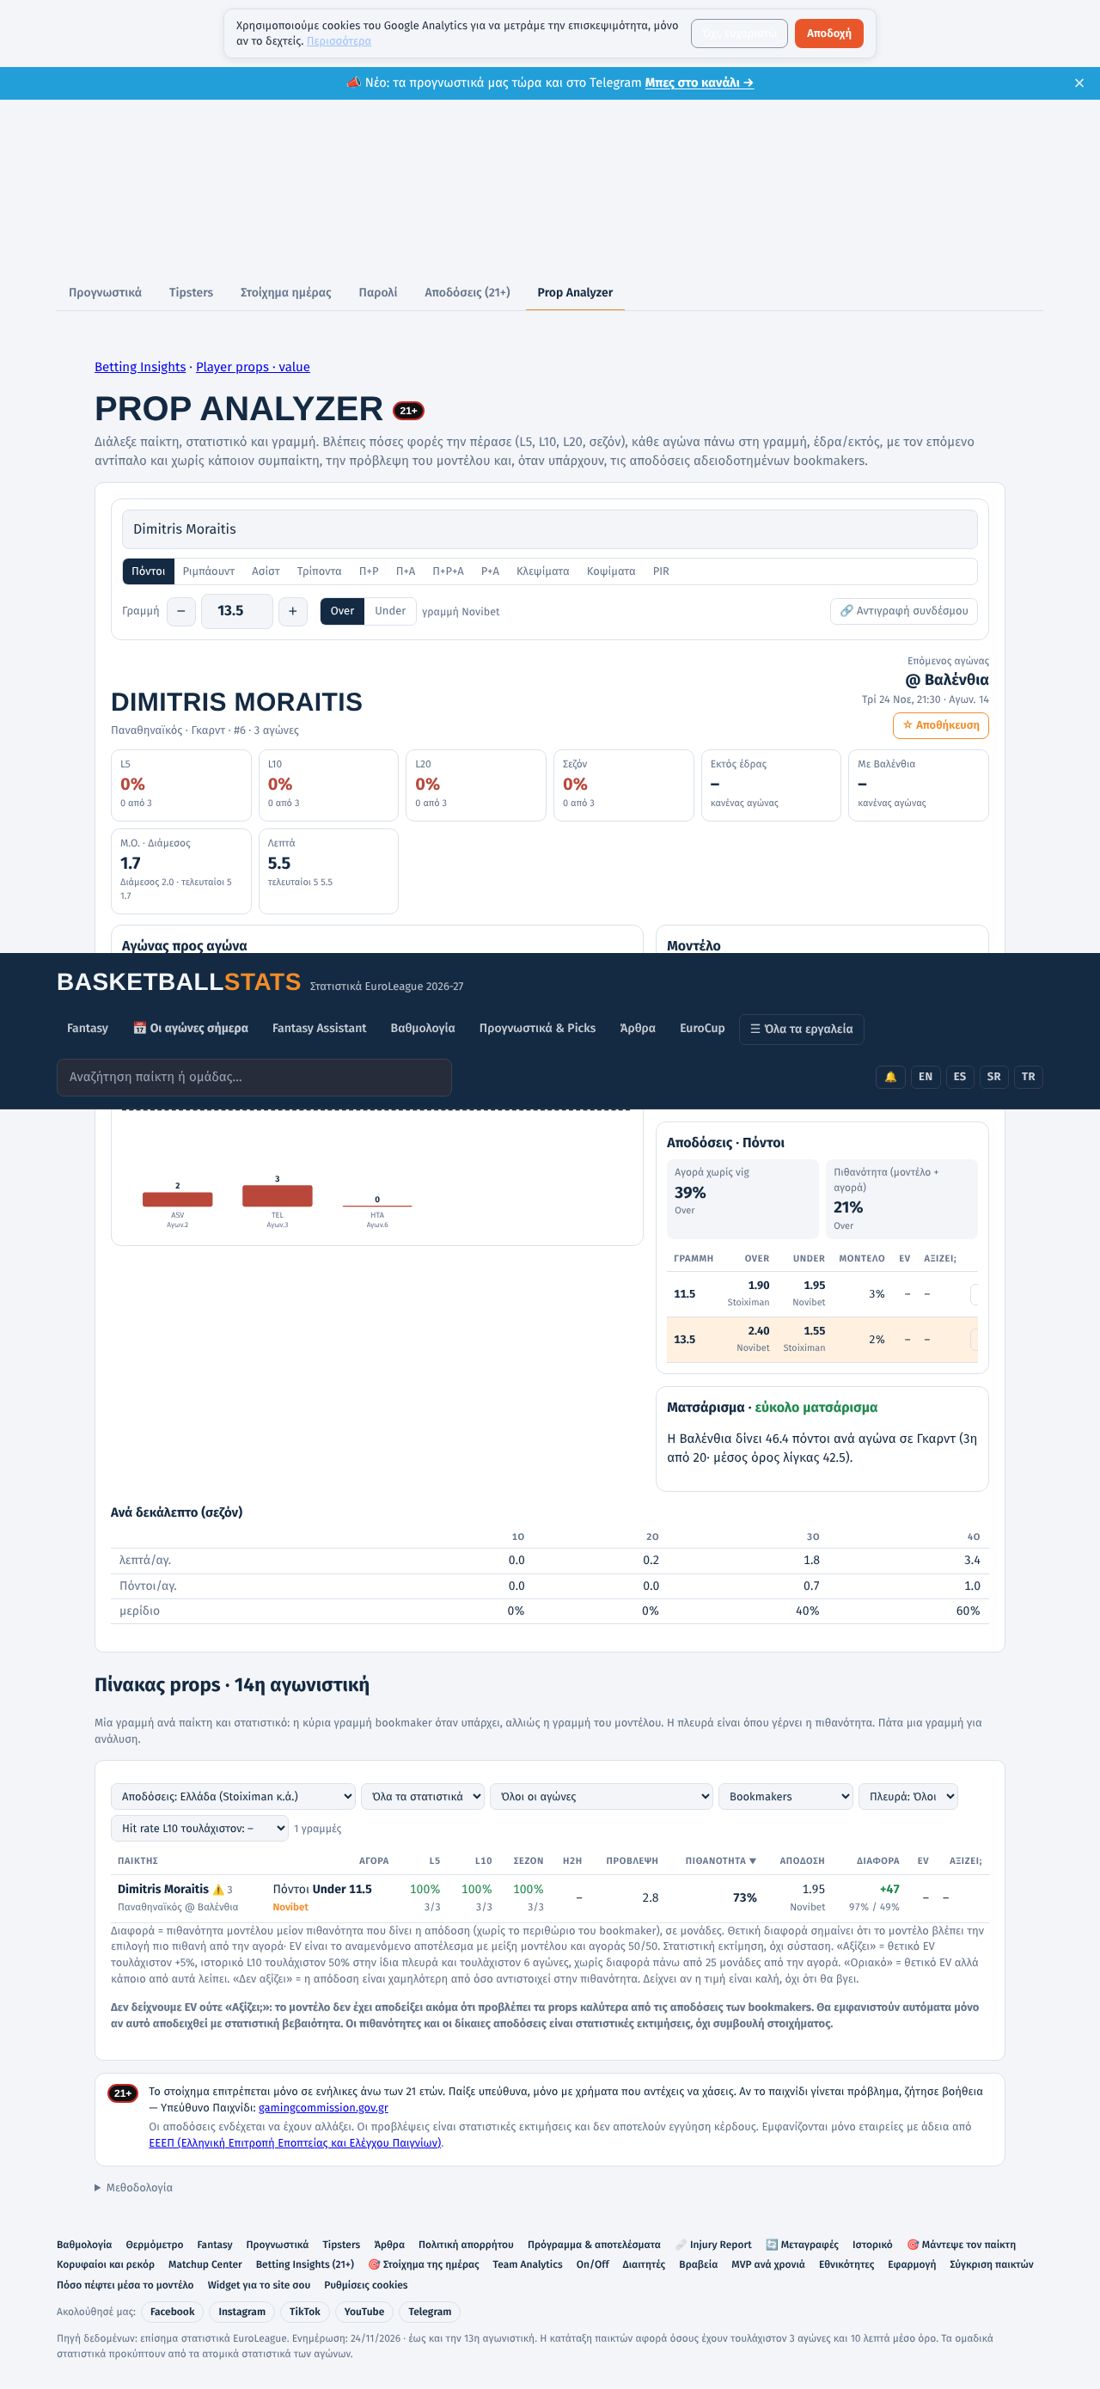 Χρησιμοποιούμε cookies του Google Analytics για να μετράμε την επισκεψιμότητα, μόνο
αν το δεχτείς. Περισσότερα
Όχι, ευχαριστώ
Αποδοχή
📣 Νέο: τα προγνωστικά μας τώρα και στο Telegram Μπες στο κανάλι → ×
Προγνωστικά Tipsters Στοίχημα ημέρας Παρολί Αποδόσεις (21+) Prop Analyzer
Betting Insights · Player props · value
PROP ANALYZER 21+
Διάλεξε παίκτη, στατιστικό και γραμμή. Βλέπεις πόσες φορές την πέρασε (L5, L10, L20, σεζόν), κάθε αγώνα πάνω στη γραμμή, έδρα/εκτός, με τον επόμενο
αντίπαλο και χωρίς κάποιον συμπαίκτη, την πρόβλεψη του μοντέλου και, όταν υπάρχουν, τις αποδόσεις αδειοδοτημένων bookmakers.
Dimitris Moraitis
Πόντοι Ριμπάουντ Ασίστ Τρίποντα Π+Ρ Π+Α Π+Ρ+Α Ρ+Α Κλεψίματα Κοψίματα PIR
Γραμμή − 13.5 + Over Under γραμμή Novibet 🔗 Αντιγραφή συνδέσμου
Επόμενος αγώνας
@ Βαλένθια
Τρί 24 Νοε, 21:30 · Αγων. 14
☆ Αποθήκευση
DIMITRIS MORAITIS
Παναθηναϊκός · Γκαρντ · #6 · 3 αγώνες
L5 L10 L20 Σεζόν Εκτός έδρας Με Βαλένθια
0% 0% 0% 0% – –
0 από 3 0 από 3 0 από 3 0 από 3 κανένας αγώνας κανένας αγώνας
Μ.Ο. · Διάμεσος Λεπτά
1.7 5.5
Διάμεσος 2.0 · τελευταίοι 5 τελευταίοι 5 5.5
1.7
Αγώνας προς αγώνα Μοντέλο
BASKETBALLSTATS Στατιστικά EuroLeague 2026-27
Fantasy 📅 Οι αγώνες σήμερα Fantasy Assistant Βαθμολογία Προγνωστικά & Picks Άρθρα EuroCup ☰ Όλα τα εργαλεία
Αναζήτηση παίκτη ή ομάδας... 🔔 EN ES SR TR
2 3 0
ASV TEL HTA
Αγων.2 Αγων.3 Αγων.6
Αποδόσεις · Πόντοι
Αγορά χωρίς vig
39%
Over
Πιθανότητα (μοντέλο +
αγορά)
21%
Over
ΓΡΑΜΜΗ OVER UNDER ΜΟΝΤΕΛΟ EV ΑΞΙΖΕΙ;
11.5 1.90 1.95 3% – –
Stoiximan Novibet
13.5 2.40 1.55 2% – –
Novibet Stoiximan
Ματσάρισμα · εύκολο ματσάρισμα
Η Βαλένθια δίνει 46.4 πόντοι ανά αγώνα σε Γκαρντ (3η
από 20· μέσος όρος λίγκας 42.5).
Ανά δεκάλεπτο (σεζόν)
1Ο 2Ο 3Ο 4Ο
λεπτά/αγ. 0.0 0.2 1.8 3.4
Πόντοι/αγ. 0.0 0.0 0.7 1.0
μερίδιο 0% 0% 40% 60%
Πίνακας props · 14η αγωνιστική
Μία γραμμή ανά παίκτη και στατιστικό: η κύρια γραμμή bookmaker όταν υπάρχει, αλλιώς η γραμμή του μοντέλου. Η πλευρά είναι όπου γέρνει η πιθανότητα. Πάτα μια γραμμή για
ανάλυση.
Αποδόσεις: Ελλάδα (Stoiximan κ.ά.) Όλα τα στατιστικά Όλοι οι αγώνες Bookmakers Πλευρά: Όλοι
Hit rate L10 τουλάχιστον: – 1 γραμμές
ΠΑΙΚΤΗΣ ΑΓΟΡΑ L5 L10 ΣΕΖΟΝ H2H ΠΡΟΒΛΕΨΗ ΠΙΘΑΝΟΤΗΤΑ ▼ ΑΠΟΔΟΣΗ ΔΙΑΦΟΡΑ EV ΑΞΙΖΕΙ;
Dimitris Moraitis ⚠️ 3 Πόντοι Under 11.5 100% 100% 100% – 2.8 73% 1.95 +47 – –
Παναθηναϊκός @ Βαλένθια Novibet 3/3 3/3 3/3 Novibet 97% / 49%
Διαφορά = πιθανότητα μοντέλου μείον πιθανότητα που δίνει η απόδοση (χωρίς το περιθώριο του bookmaker), σε μονάδες. Θετική διαφορά σημαίνει ότι το μοντέλο βλέπει την
επιλογή πιο πιθανή από την αγορά· EV είναι το αναμενόμενο αποτέλεσμα με μείξη μοντέλου και αγοράς 50/50. Στατιστική εκτίμηση, όχι σύσταση. «Αξίζει» = θετικό EV
τουλάχιστον +5%, ιστορικό L10 τουλάχιστον 50% στην ίδια πλευρά και τουλάχιστον 6 αγώνες, χωρίς διαφορά πάνω από 25 μονάδες από την αγορά. «Οριακό» = θετικό EV αλλά
κάποιο από αυτά λείπει. «Δεν αξίζει» = η απόδοση είναι χαμηλότερη από όσο αντιστοιχεί στην πιθανότητα. Δείχνει αν η τιμή είναι καλή, όχι ότι θα βγει.
Δεν δείχνουμε EV ούτε «Αξίζει;»: το μοντέλο δεν έχει αποδείξει ακόμα ότι προβλέπει τα props καλύτερα από τις αποδόσεις των bookmakers. Θα εμφανιστούν αυτόματα μόνο
αν αυτό αποδειχθεί με στατιστική βεβαιότητα. Οι πιθανότητες και οι δίκαιες αποδόσεις είναι στατιστικές εκτιμήσεις, όχι συμβουλή στοιχήματος.
21+ Το στοίχημα επιτρέπεται μόνο σε ενήλικες άνω των 21 ετών. Παίξε υπεύθυνα, μόνο με χρήματα που αντέχεις να χάσεις. Αν το παιχνίδι γίνεται πρόβλημα, ζήτησε βοήθεια
— Υπεύθυνο Παιχνίδι: gamingcommission.gov.gr
Οι αποδόσεις ενδέχεται να έχουν αλλάξει. Οι προβλέψεις είναι στατιστικές εκτιμήσεις και δεν αποτελούν εγγύηση κέρδους. Εμφανίζονται μόνο εταιρείες με άδεια από
ΕΕΕΠ (Ελληνική Επιτροπή Εποπτείας και Ελέγχου Παιγνίων).
▶ Μεθοδολογία
Βαθμολογία Θερμόμετρο Fantasy Προγνωστικά Tipsters Άρθρα Πολιτική απορρήτου Πρόγραμμα & αποτελέσματα 🩹 Injury Report 🔄 Μεταγραφές Ιστορικό 🎯 Μάντεψε τον παίκτη
Κορυφαίοι και ρεκόρ Matchup Center Betting Insights (21+) 🎯 Στοίχημα της ημέρας Team Analytics On/Off Διαιτητές Βραβεία MVP ανά χρονιά Εθνικότητες Εφαρμογή Σύγκριση παικτών
Πόσο πέφτει μέσα το μοντέλο Widget για το site σου Ρυθμίσεις cookies
Ακολούθησέ μας: Facebook Instagram TikTok YouTube Telegram
Πηγή δεδομένων: επίσημα στατιστικά EuroLeague. Ενημέρωση: 24/11/2026 · έως και την 13η αγωνιστική. Η κατάταξη παικτών αφορά όσους έχουν τουλάχιστον 3 αγώνες και 10 λεπτά μέσο όρο. Τα ομαδικά
στατιστικά προκύπτουν από τα ατομικά στατιστικά των αγώνων.